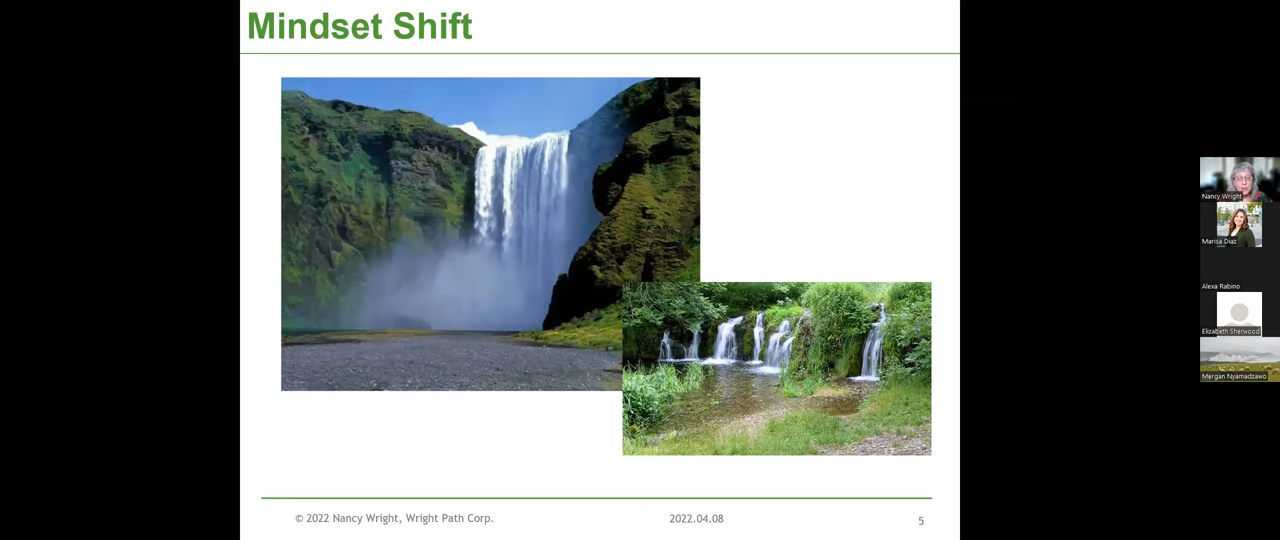 Mindset Shift
Nancy Wright
Marisa Diaz
Alexa Rabino
Elizabeth Sherwood
Mergan Nyamadzawo
© 2022 Nancy Wright, Wright Path Corp.
2022.04.08
5